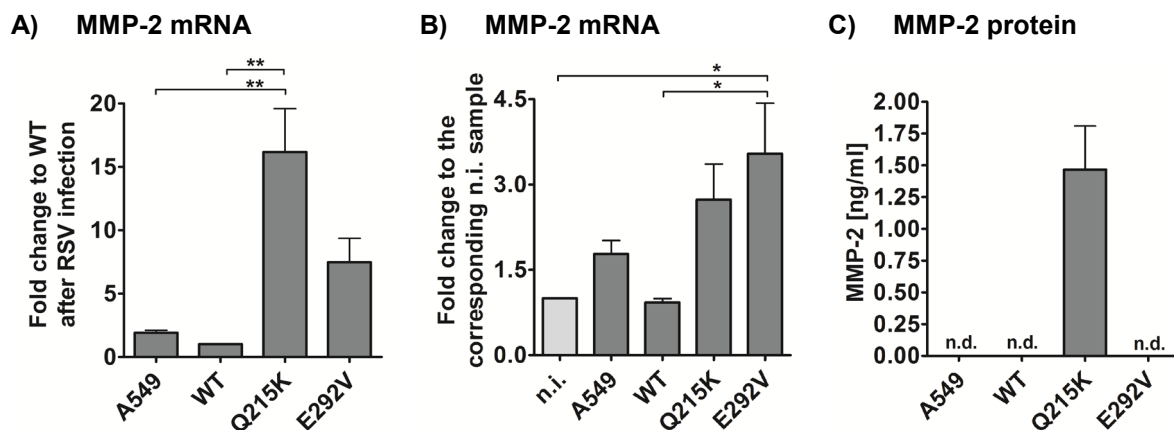 A) MMP-2 mRNA
**
**
Fold change to WT
after RSV infection
20
15
10
5
0
A549
WT
Q215K
E292V
B) MMP-2 mRNA
*
*
Fold change to the
corresponding n.i. sample
4.5
3.0
1.5
0.0
n.i.
A549
WT
Q215K
E292V
C) MMP-2 protein
MMP-2 [ng/ml]
2.00
1.75
1.50
1.25
1.00
0.75
0.50
0.25
0.00
n.d.
n.d.
n.d.
A549
WT
Q215K
E292V